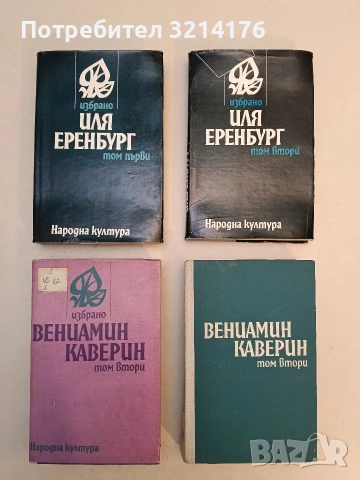 Потребител 3214176
избрано
ИЛЯ
ЕРЕНБУРГ
том първи
Народна култура
избрано
ИЛЯ
ЕРЕНБУРГ
том втори
Народна култура
избрано
ВЕНИАМИН
КАВЕРИН
том втори
Народна култура
ВЕНИАМИН
КАВЕРИН
том втори
BAZAR